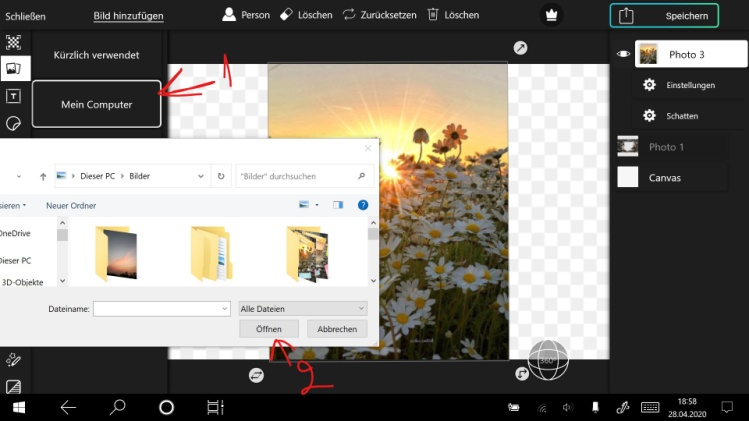 Schließen
Bild hinzufügen
Person
Löschen
Zurücksetzen
Löschen
Speichern
Kürzlich verwendet
1
Photo 3
Mein Computer
Einstellungen
Schatten
Photo 1
Canvas
Dieser PC > Bilder
"Bilder" durchsuchen
Neuer Ordner
Dieser PC
3D-Objekte
Dateiname:
Alle Dateien
Öffnen
Abbrechen
2
360°
18:58
28.04.2020